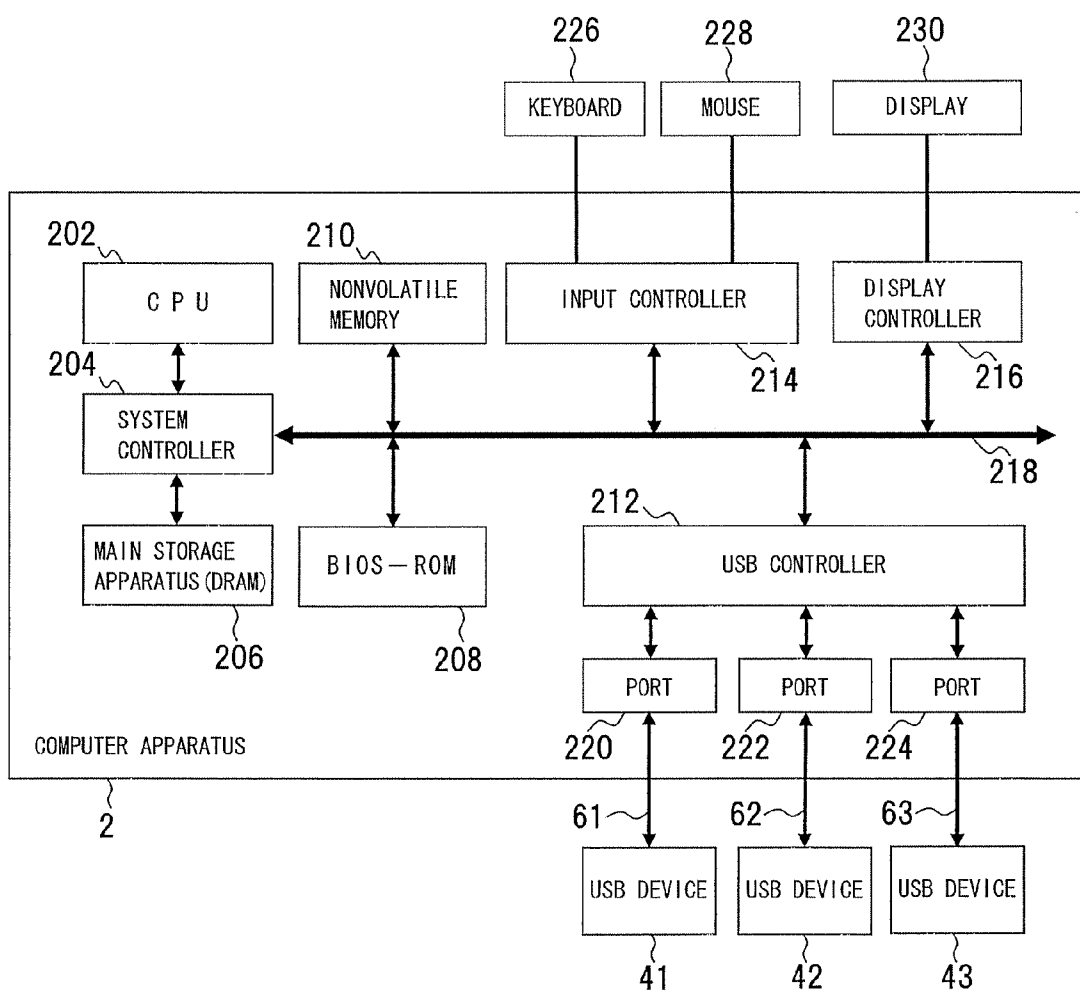 226
228
230
KEYBOARD
MOUSE
DISPLAY
202
210
CPU
NONVOLATILE
MEMORY
INPUT CONTROLLER
DISPLAY
CONTROLLER
204
214
216
SYSTEM
CONTROLLER
218
212
MAIN STORAGE
APPARATUS(DRAM)
BIOS－ROM
USB CONTROLLER
206
208
PORT
PORT
PORT
220
222
224
COMPUTER APPARATUS
2
61
62
63
USB DEVICE
USB DEVICE
USB DEVICE
41
42
43